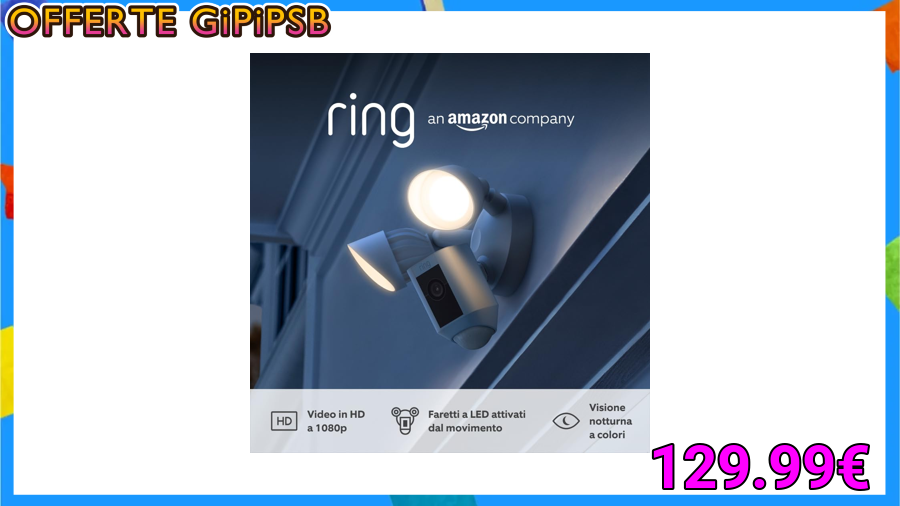 OFFERTE GiPiPSB
ring an amazon company
HD
Video in HD
a 1080p
Faretti a LED attivati
dal movimento
Visione
notturna
a colori
129.99€